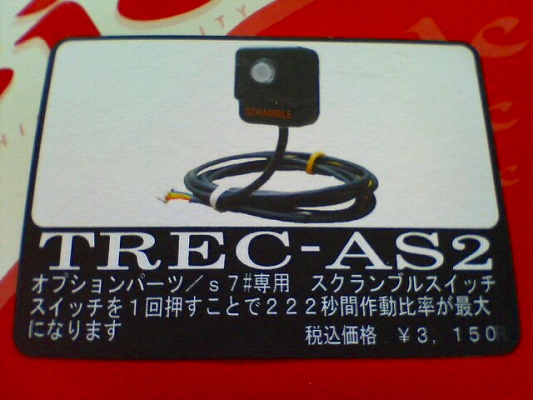 SCRAMBLE
TREC-AS2
オプションパーツ／ｓ７#専用　スクランブルスイッチ
スイッチを１回押すことで２２２秒間作動比率が最大
になります
税込価格　￥３，１５０